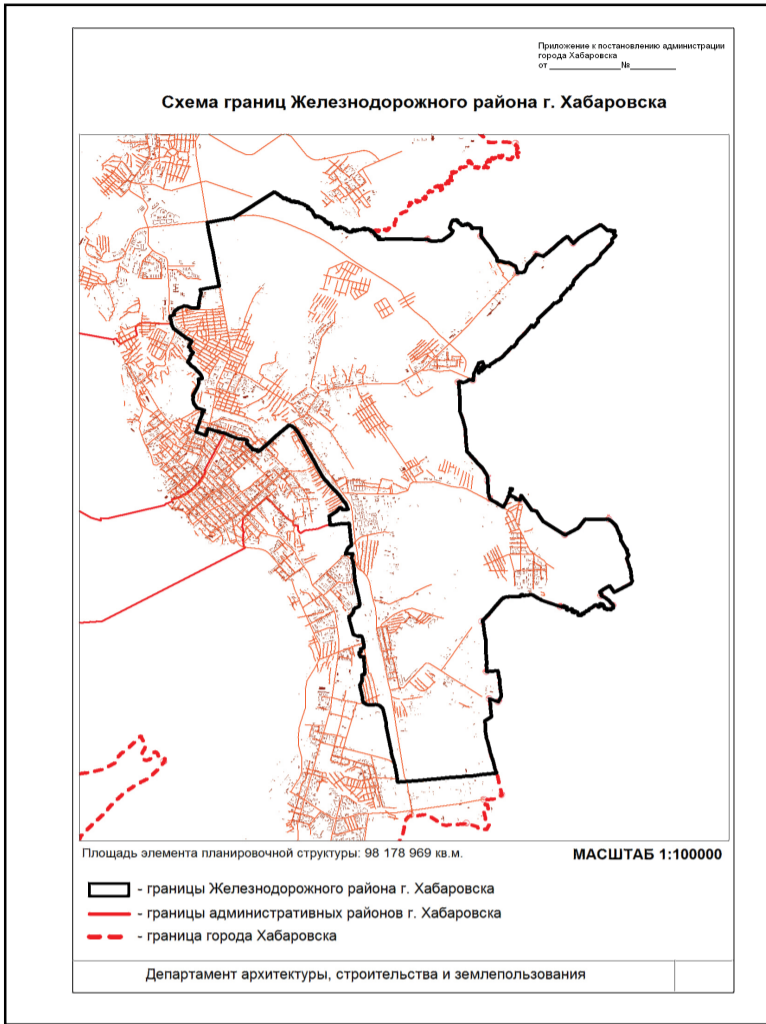 Приложение к постановлению администрации
города Хабаровска
от ________________№__________
Схема границ Железнодорожного района г. Хабаровска
Площадь элемента планировочной структуры: 98 178 969 кв.м.
МАСШТАБ 1:100000
- границы Железнодорожного района г. Хабаровска
- границы административных районов г. Хабаровска
- граница города Хабаровска
Департамент архитектуры, строительства и землепользования